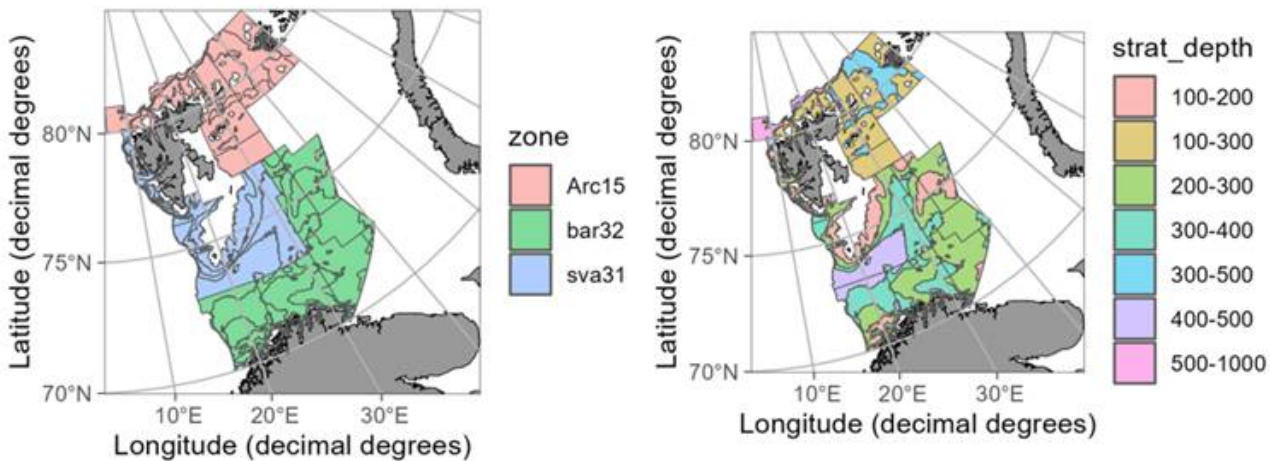 80°N
75°N
70°N
10°E 20°E 30°E
Longitude (decimal degrees)
Latitude (decimal degrees)
zone
Arc15
bar32
sva31
80°N
75°N
70°N
10°E 20°E 30°E
Longitude (decimal degrees)
Latitude (decimal degrees)
strat_depth
100-200
100-300
200-300
300-400
300-500
400-500
500-1000